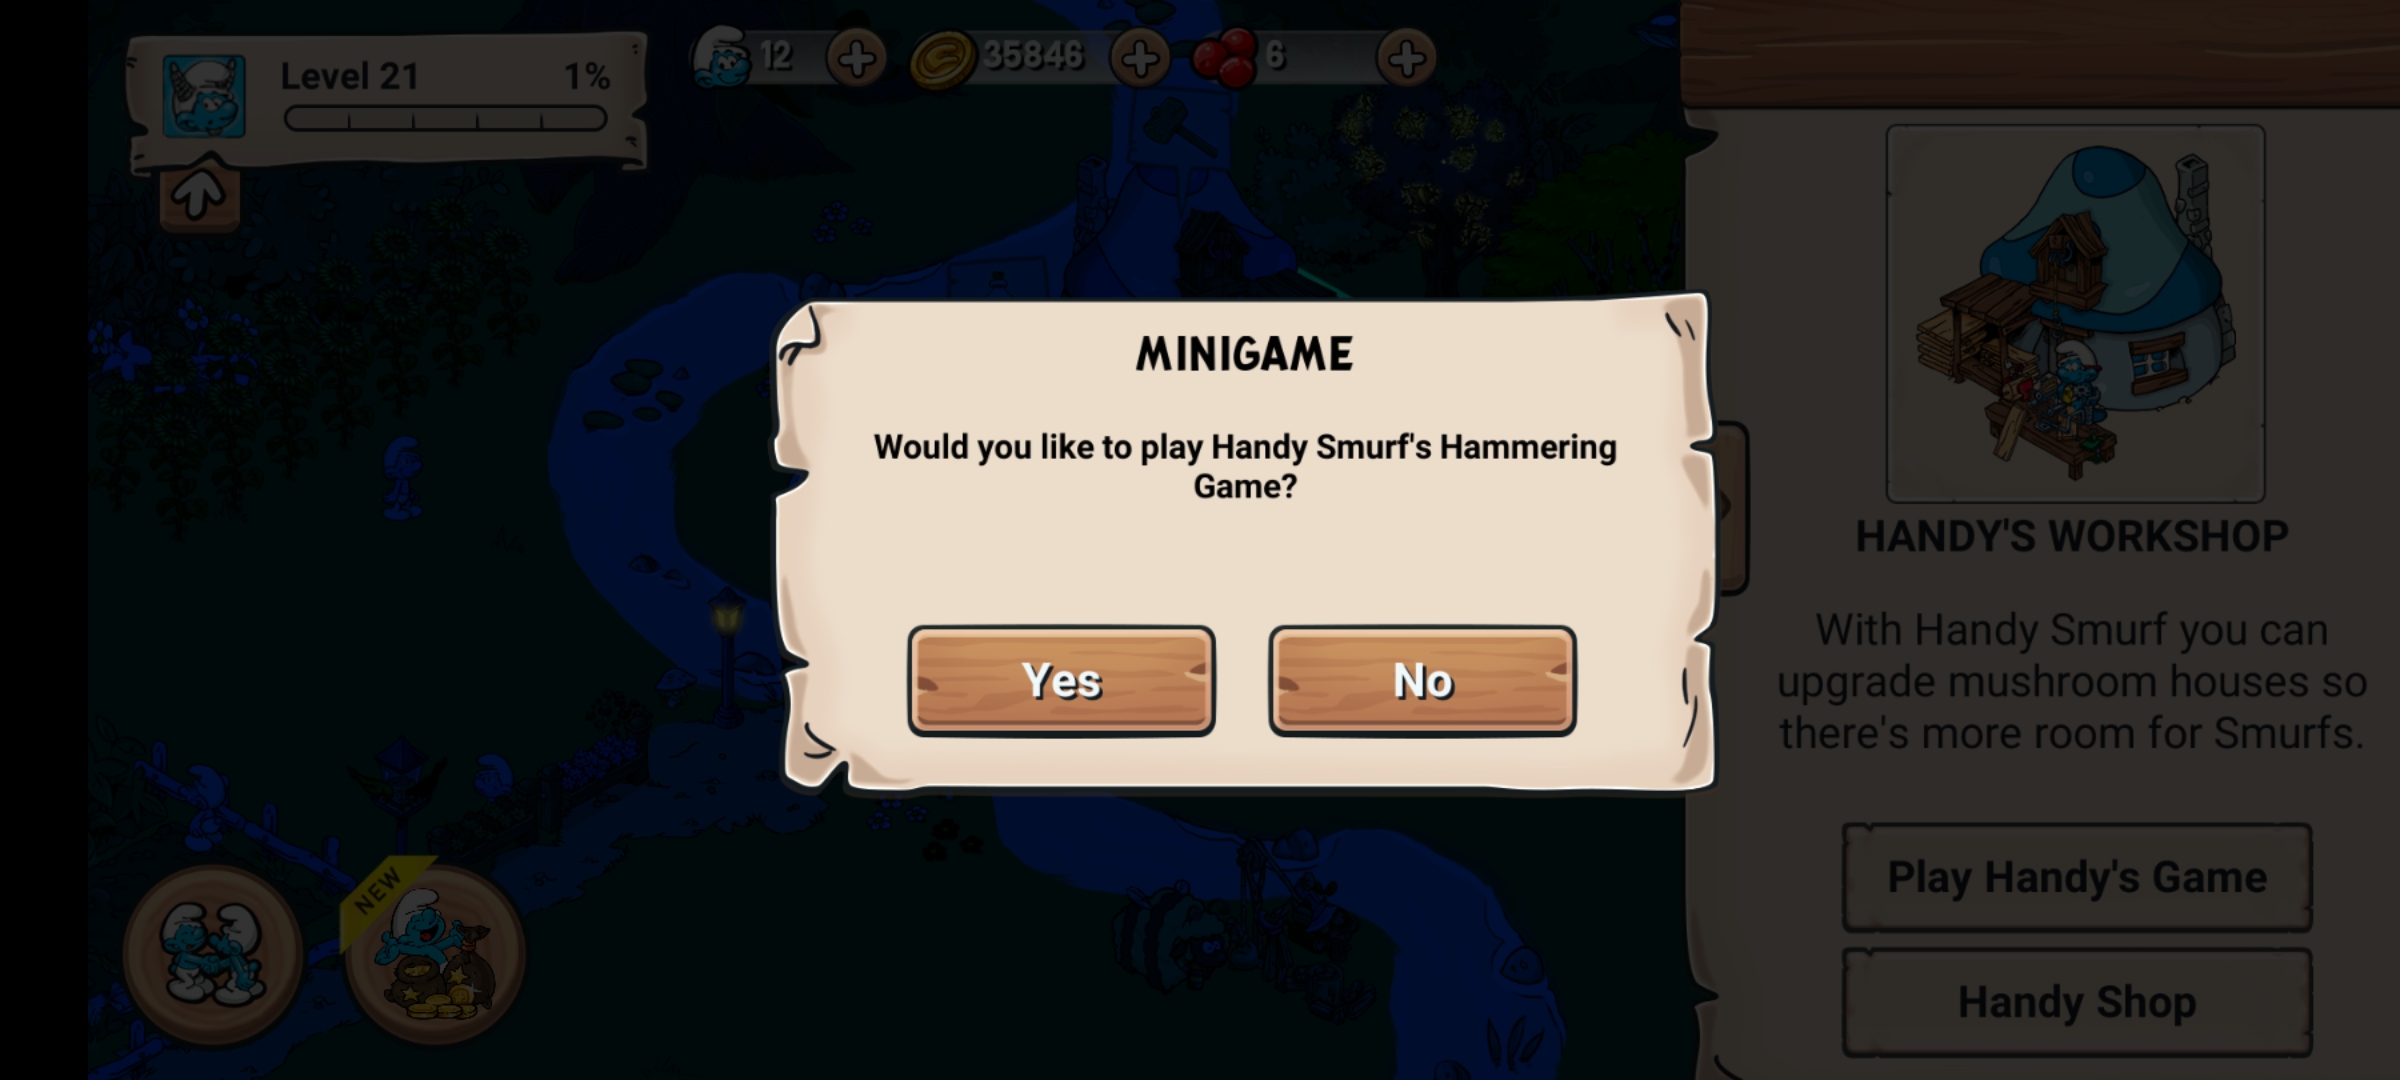 Level 21
1%
12
35846
6
MINIGAME
Would you like to play Handy Smurf's Hammering
Game?
Yes
No
HANDY'S WORKSHOP
With Handy Smurf you can
upgrade mushroom houses so
there's more room for Smurfs.
Play Handy's Game
Handy Shop
NEW